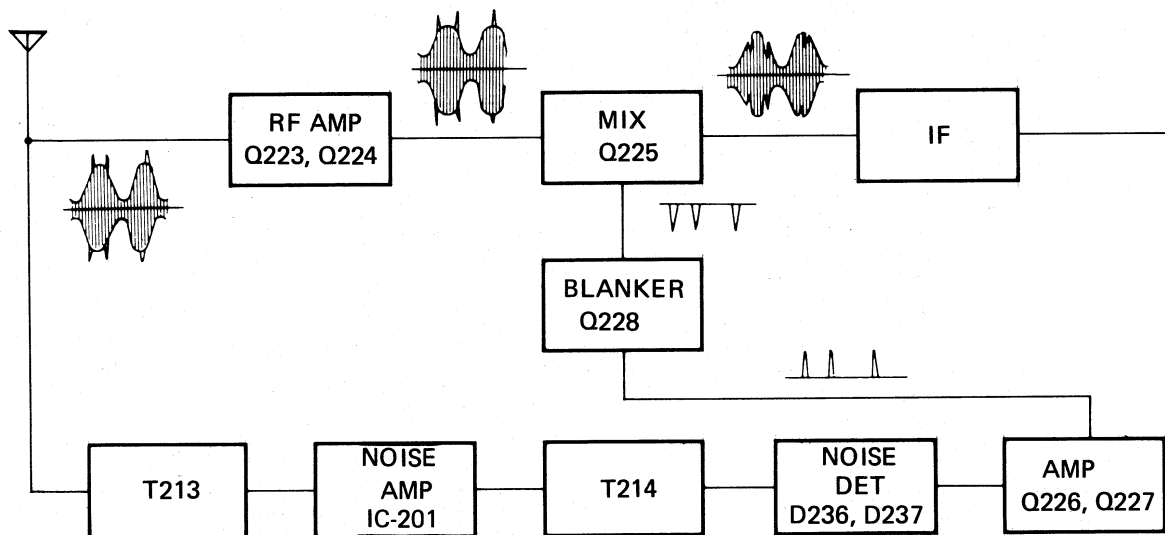 RF AMP
Q223, Q224
MIX
Q225
IF
BLANKER
Q228
T213
NOISE
AMP
IC-201
T214
NOISE
DET
D236, D237
AMP
Q226, Q227